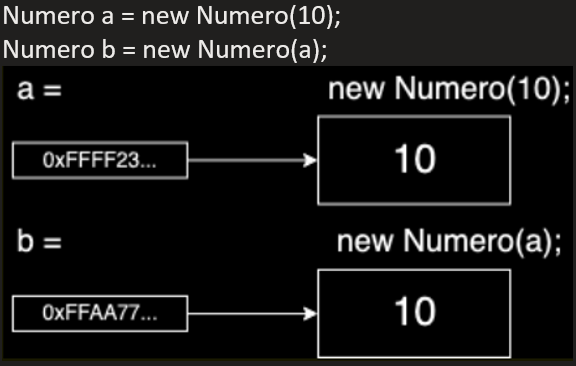 Numero a = new Numero(10);
Numero b = new Numero(a);
a = new Numero(10);
0xFFFF23... 10
b = new Numero(a);
0xFFAA77... 10